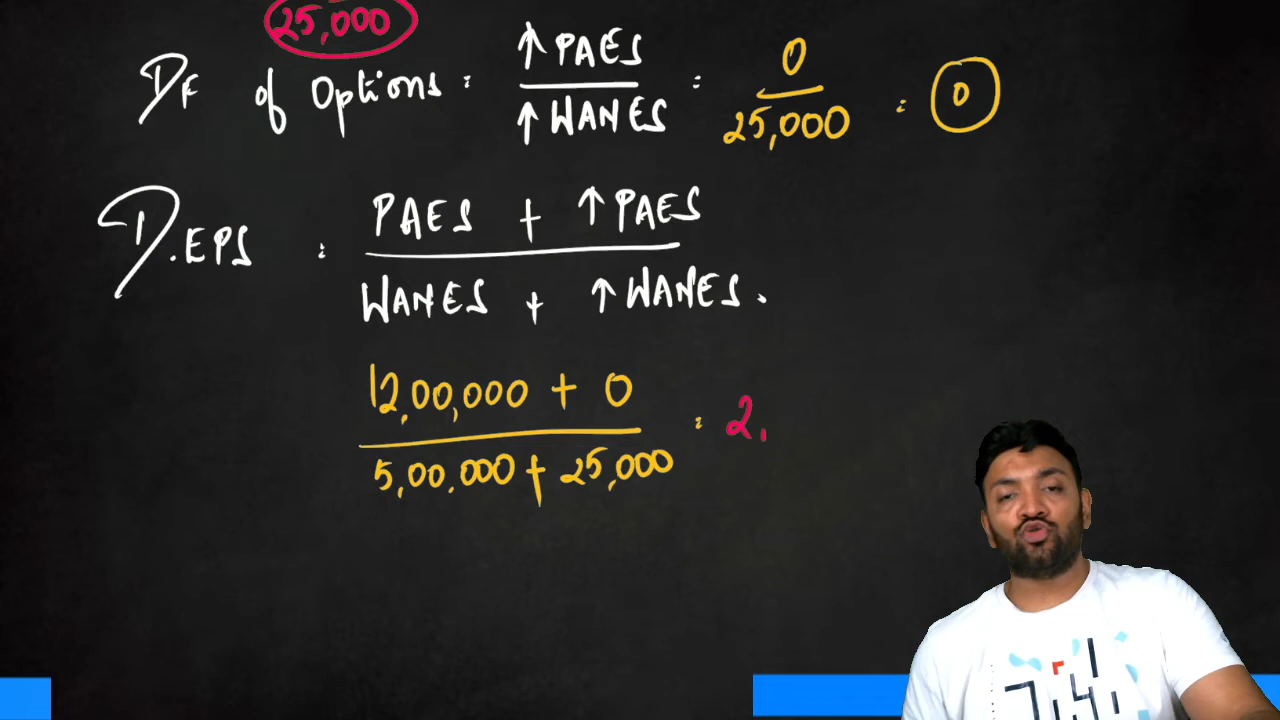 25,000
DF of Options : ↑ PAES / ↑ WANES : 0 / 25,000 : 0
D.EPS : PAES + ↑ PAES / WANES + ↑ WANES.
12,00,000 + 0 / 5,00,000 + 25,000 : 2.